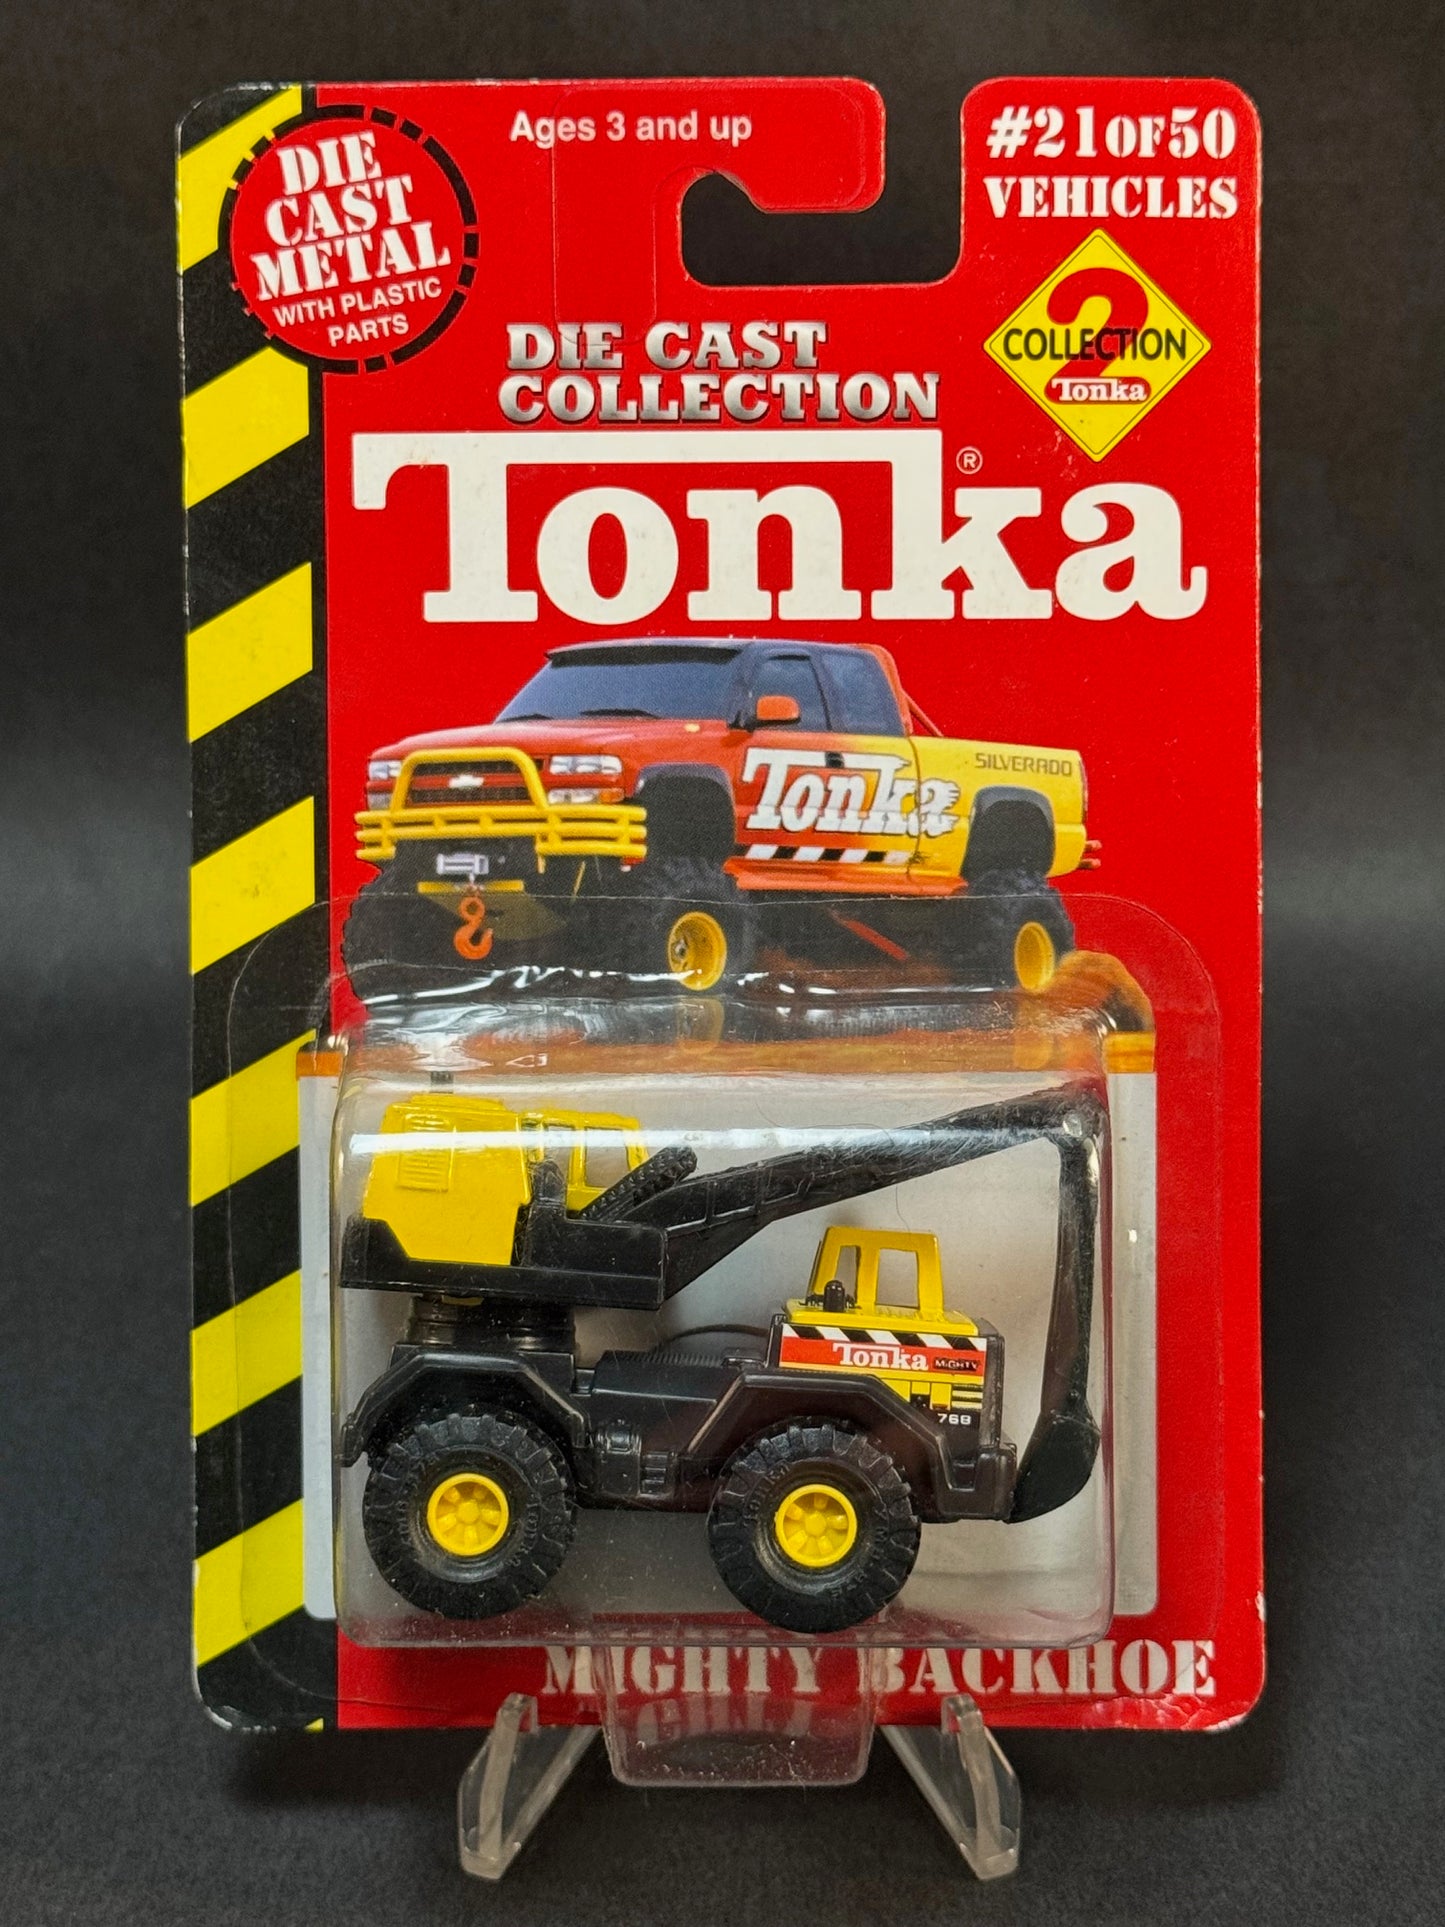 Ages 3 and up
#21 OF 50
VEHICLES
DIE
CAST
METAL
WITH PLASTIC
PARTS
2
COLLECTION
Tonka
DIE CAST
COLLECTION
Tonka®
SILVERADO
Tonka
Tonka MIGHTY
768
MIGHTY BACKHOE